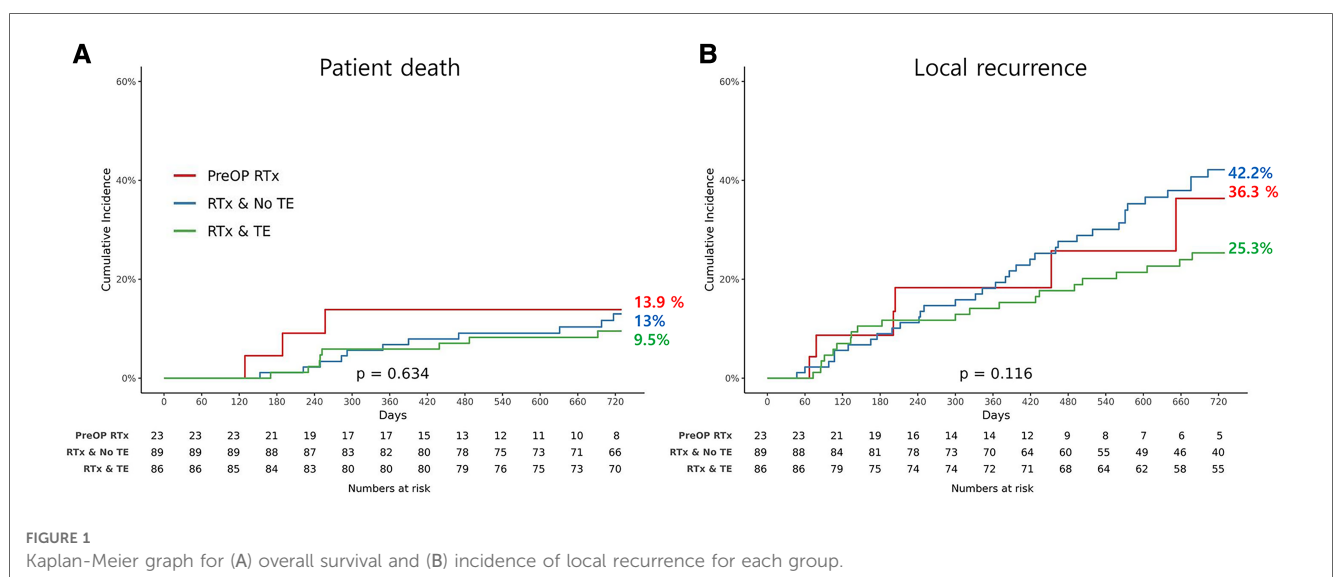 A
Patient death
60%
40%
20%
0%
Cumulative Incidence
PreOP RTx
RTx & No TE
RTx & TE
13.9 %
13%
9.5%
p = 0.634
0 60 120 180 240 300 360 420 480 540 600 660 720
Days
PreOP RTx 23 23 23 21 19 17 17 15 13 12 11 10 8
RTx & No TE 89 89 89 88 87 83 82 80 78 75 73 71 66
RTx & TE 86 86 85 84 83 80 80 80 79 76 75 73 70
Numbers at risk
B
Local recurrence
60%
40%
20%
0%
Cumulative Incidence
42.2%
36.3 %
25.3%
p = 0.116
0 60 120 180 240 300 360 420 480 540 600 660 720
Days
PreOP RTx 23 23 21 19 16 14 14 12 9 8 7 6 5
RTx & No TE 89 88 84 81 78 73 70 64 60 55 49 46 40
RTx & TE 86 86 79 75 74 74 72 71 68 64 62 58 55
Numbers at risk
FIGURE 1
Kaplan-Meier graph for (A) overall survival and (B) incidence of local recurrence for each group.